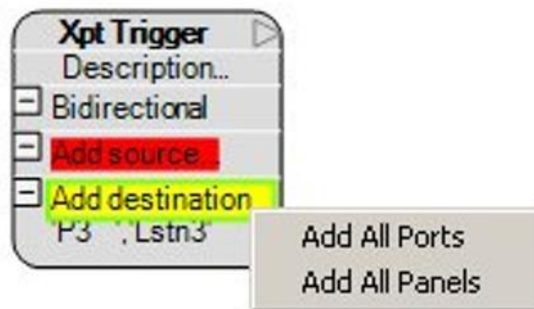 Xpt Trigger
Description...
Bidirectional
Add source...
Add destination
'P3 ','Lstn3'
Add All Ports
Add All Panels